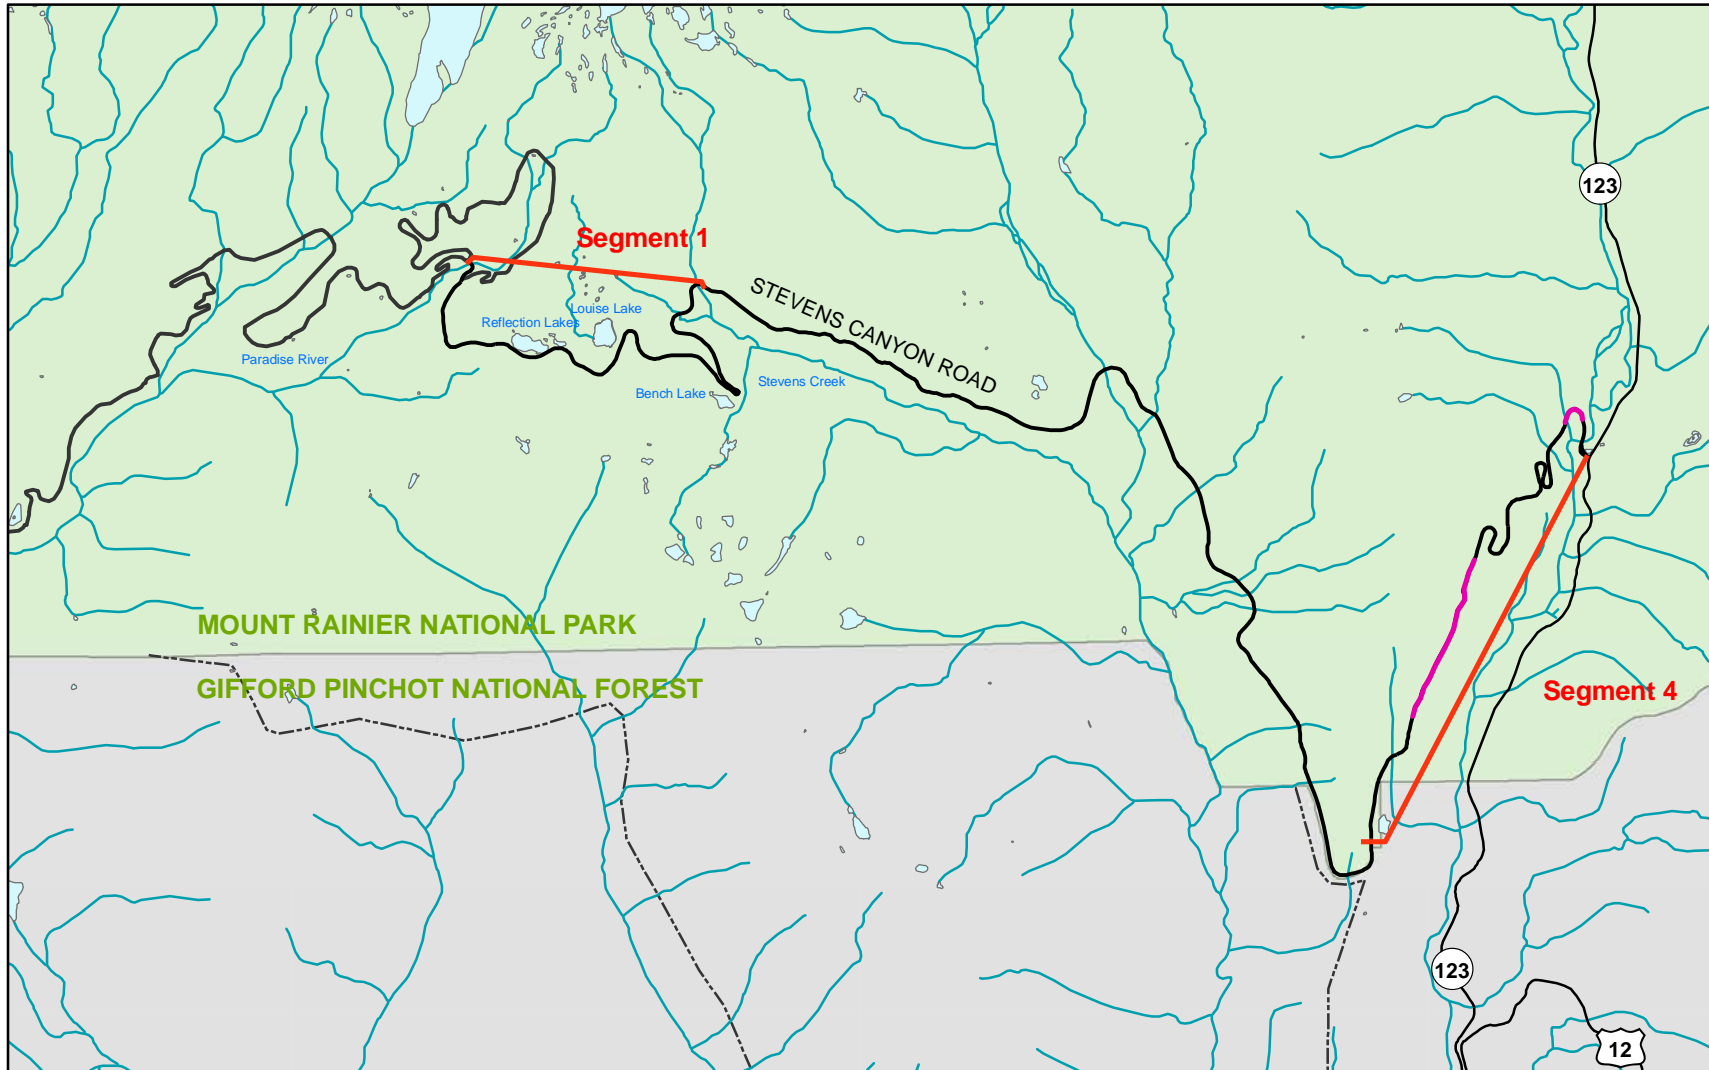 123
Segment 1
STEVENS CANYON ROAD
Louise Lake
Reflection Lakes
Paradise River
Stevens Creek
Bench Lake
MOUNT RAINIER NATIONAL PARK
GIFFORD PINCHOT NATIONAL FOREST
Segment 4
123
12